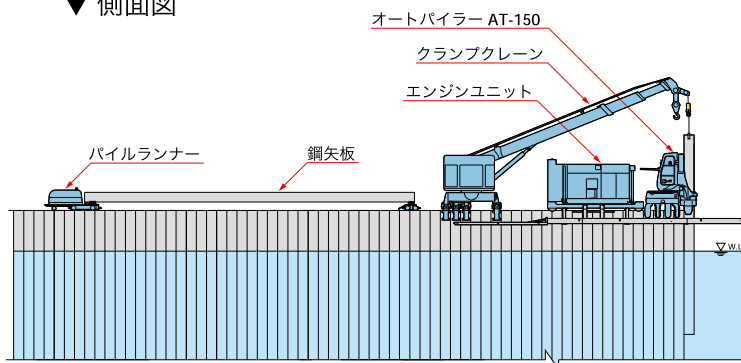 ▼ 側面図
オートパイラー AT-150
クランプクレーン
エンジンユニット
パイルランナー
鋼矢板
W.L